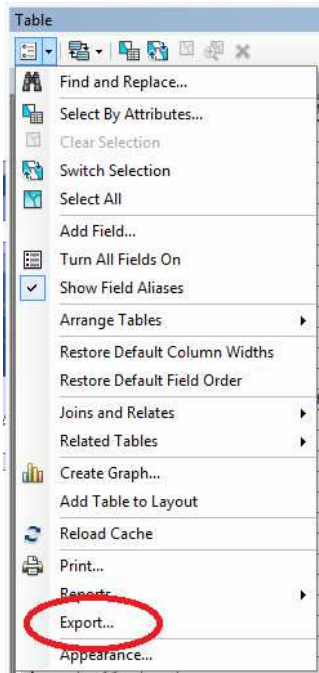 Table
Find and Replace...
Select By Attributes...
Clear Selection
Switch Selection
Select All
Add Field...
Turn All Fields On
Show Field Aliases
Arrange Tables
Restore Default Column Widths
Restore Default Field Order
Joins and Relates
Related Tables
Create Graph...
Add Table to Layout
Reload Cache
Print...
Reports
Export...
Appearance...